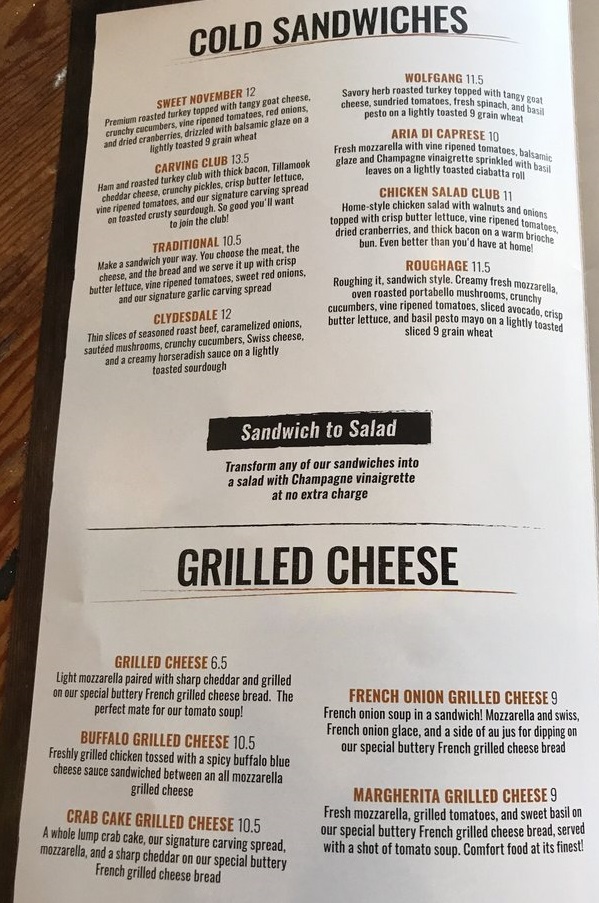 COLD SANDWICHES
SWEET NOVEMBER 12
Premium roasted turkey topped with tangy goat cheese,
crunchy cucumbers, vine ripened tomatoes, red onions,
and dried cranberries, drizzled with balsamic glaze on a
lightly toasted 9 grain wheat
CARVING CLUB 13.5
Ham and roasted turkey club with thick bacon, Tillamook
cheddar cheese, crunchy pickles, crisp butter lettuce,
vine ripened tomatoes, and our signature carving spread
on toasted crusty sourdough. So good you'll want
to join the club!
TRADITIONAL 10.5
Make a sandwich your way. You choose the meat, the
cheese, and the bread and we serve it up with crisp
butter lettuce, vine ripened tomatoes, sweet red onions,
and our signature garlic carving spread
CLYDESDALE 12
Thin slices of seasoned roast beef, caramelized onions,
sautéed mushrooms, crunchy cucumbers, Swiss cheese,
and a creamy horseradish sauce on a lightly
toasted sourdough
WOLFGANG 11.5
Savory herb roasted turkey topped with tangy goat
cheese, sundried tomatoes, fresh spinach, and basil
pesto on a lightly toasted 9 grain wheat
ARIA DI CAPRESE 10
Fresh mozzarella with vine ripened tomatoes, balsamic
glaze and Champagne vinaigrette sprinkled with basil
leaves on a lightly toasted ciabatta roll
CHICKEN SALAD CLUB 11
Home-style chicken salad with walnuts and onions
topped with crisp butter lettuce, vine ripened tomatoes,
dried cranberries, and thick bacon on a warm brioche
bun. Even better than you'd have at home!
ROUGHAGE 11.5
Roughing it, sandwich style. Creamy fresh mozzarella,
oven roasted portabello mushrooms, crunchy
cucumbers, vine ripened tomatoes, sliced avocado, crisp
butter lettuce, and basil pesto mayo on a lightly toasted
sliced 9 grain wheat
Sandwich to Salad
Transform any of our sandwiches into
a salad with Champagne vinaigrette
at no extra charge
GRILLED CHEESE
GRILLED CHEESE 6.5
Light mozzarella paired with sharp cheddar and grilled
on our special buttery French grilled cheese bread. The
perfect mate for our tomato soup!
BUFFALO GRILLED CHEESE 10.5
Freshly grilled chicken tossed with a spicy buffalo blue
cheese sauce sandwiched between an all mozzarella
grilled cheese
CRAB CAKE GRILLED CHEESE 10.5
A whole lump crab cake, our signature carving spread,
mozzarella, and a sharp cheddar on our special buttery
French grilled cheese bread
FRENCH ONION GRILLED CHEESE 9
French onion soup in a sandwich! Mozzarella and swiss,
French onion glace, and a side of au jus for dipping on
our special buttery French grilled cheese bread
MARGHERITA GRILLED CHEESE 9
Fresh mozzarella, grilled tomatoes, and sweet basil on
our special buttery French grilled cheese bread, served
with a shot of tomato soup. Comfort food at its finest!